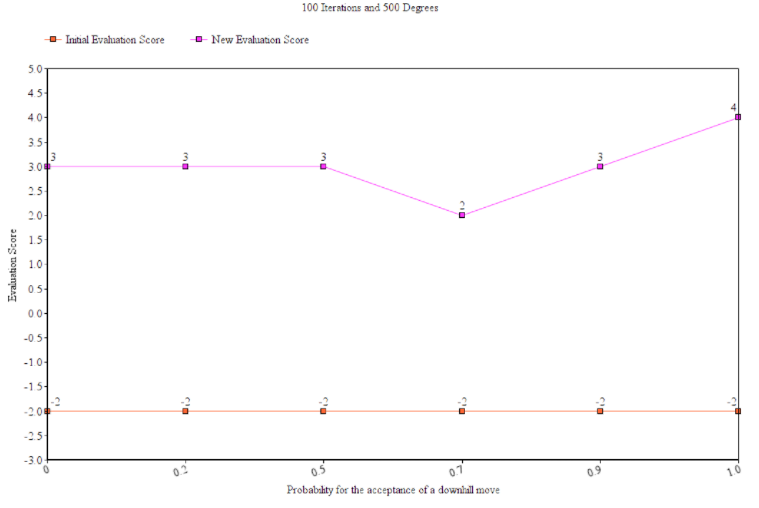 100 Iterations and 500 Degrees
Initial Evaluation Score
New Evaluation Score
5.0
4.5
4.0
3.5
3.0
2.5
2.0
1.5
1.0
0.5
0.0
-0.5
-1.0
-1.5
-2.0
-2.5
-3.0
Evaluation Score
3 3 3 2 3 4
-2 -2 -2 -2 -2 -2
0 0.2 0.5 0.7 0.9 1.0
Probability for the acceptance of a downhill move